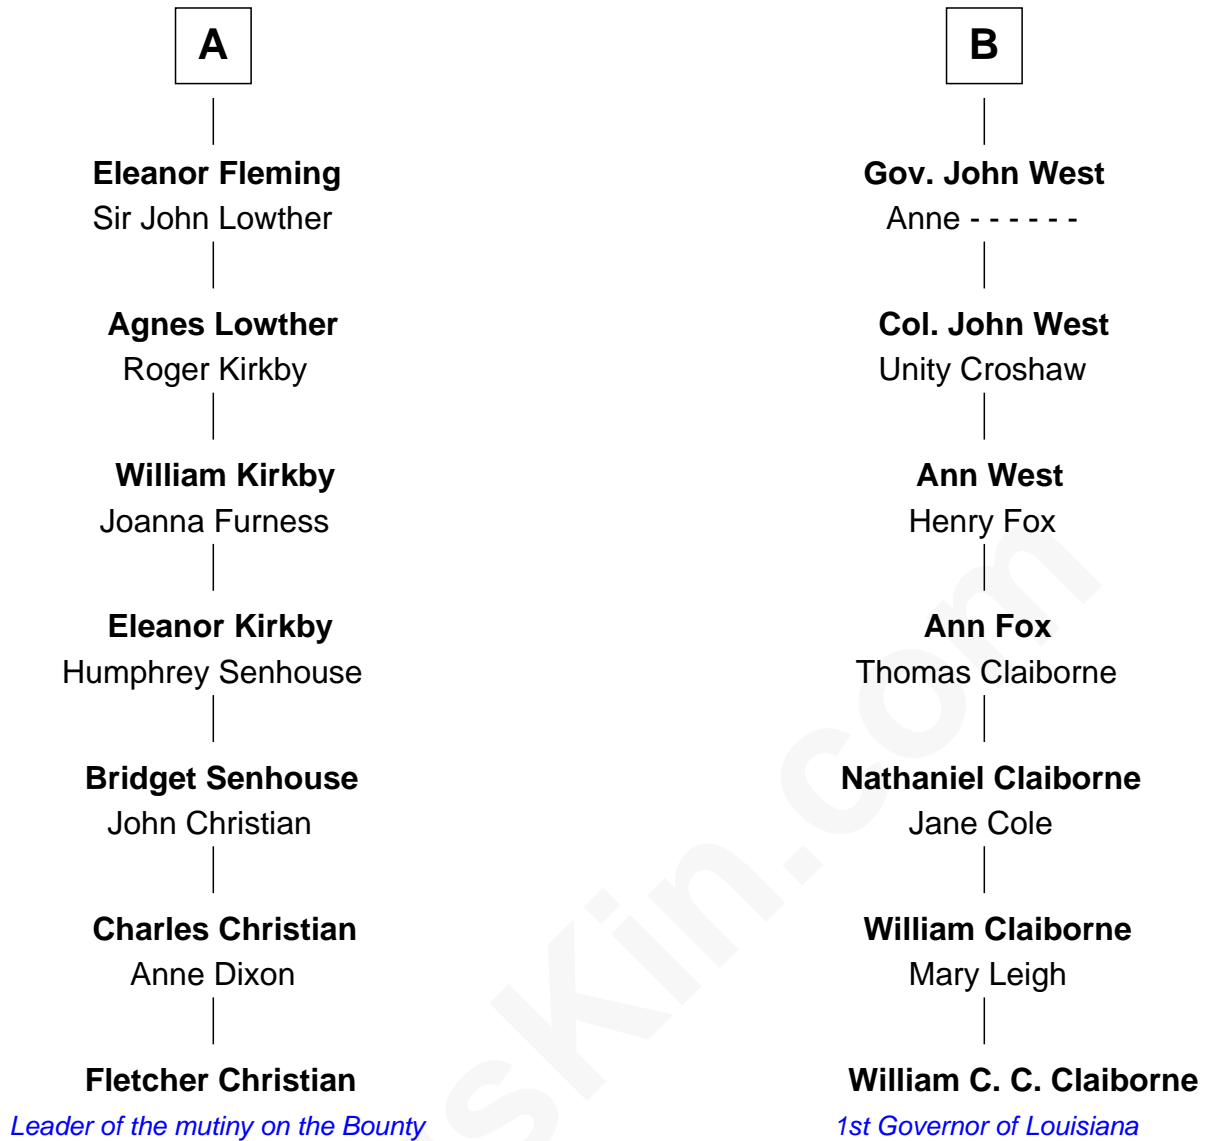 A
Eleanor Fleming
Sir John Lowther
Agnes Lowther
Roger Kirkby
William Kirkby
Joanna Furness
Eleanor Kirkby
Humphrey Senhouse
Bridget Senhouse
John Christian
Charles Christian
Anne Dixon
Fletcher Christian
Leader of the mutiny on the Bounty
B
Gov. John West
Anne - - - - - -
Col. John West
Unity Croshaw
Ann West
Henry Fox
Ann Fox
Thomas Claiborne
Nathaniel Claiborne
Jane Cole
William Claiborne
Mary Leigh
William C. C. Claiborne
1st Governor of Louisiana
sKin.com